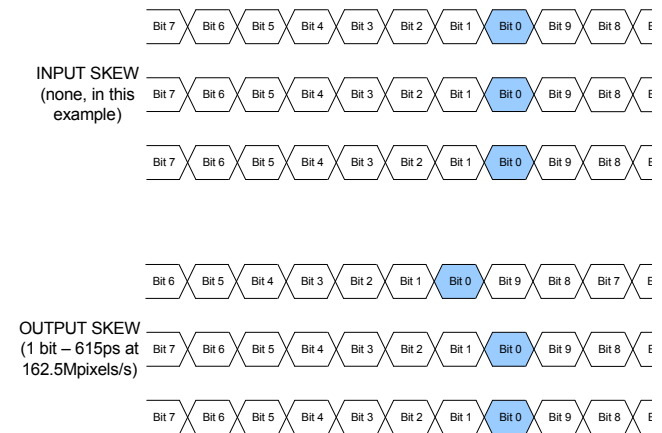 Bit 7 Bit 6 Bit 5 Bit 4 Bit 3 Bit 2 Bit 1 Bit 0 Bit 9 Bit 8
INPUT SKEW
(none, in this
example)
Bit 7 Bit 6 Bit 5 Bit 4 Bit 3 Bit 2 Bit 1 Bit 0 Bit 9 Bit 8
Bit 7 Bit 6 Bit 5 Bit 4 Bit 3 Bit 2 Bit 1 Bit 0 Bit 9 Bit 8
Bit 6 Bit 5 Bit 4 Bit 3 Bit 2 Bit 1 Bit 0 Bit 9 Bit 8 Bit 7
OUTPUT SKEW
(1 bit – 615ps at
162.5Mpixels/s)
Bit 7 Bit 6 Bit 5 Bit 4 Bit 3 Bit 2 Bit 1 Bit 0 Bit 9 Bit 8
Bit 7 Bit 6 Bit 5 Bit 4 Bit 3 Bit 2 Bit 1 Bit 0 Bit 9 Bit 8